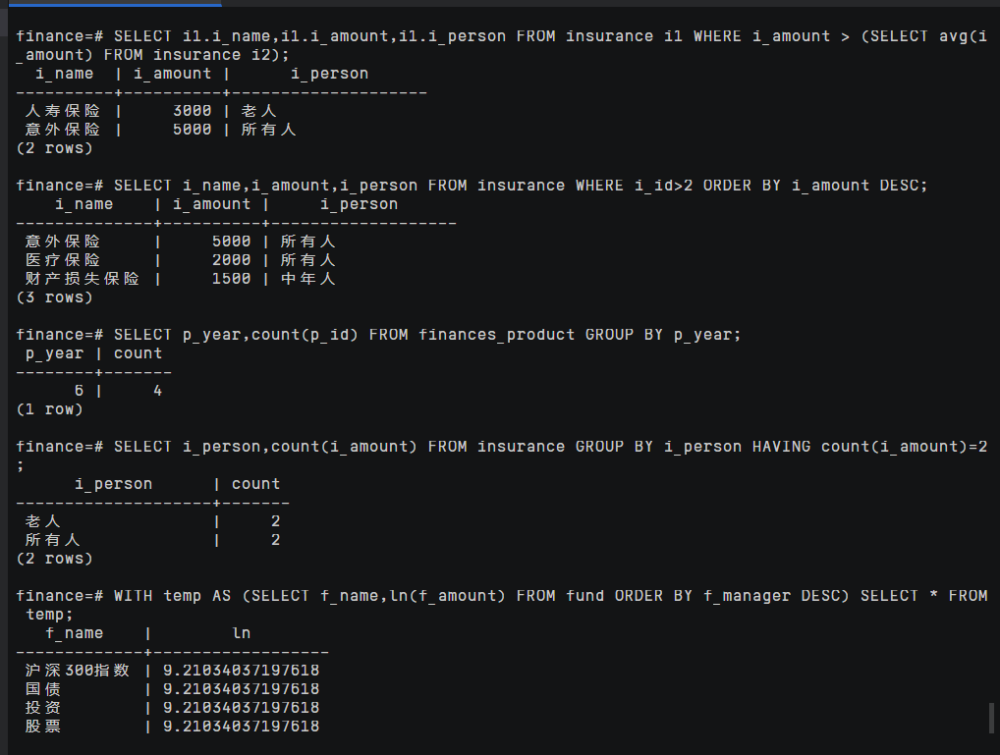 finance=# SELECT i1.i_name,i1.i_amount,i1.i_person FROM insurance i1 WHERE i_amount > (SELECT avg(i
_amount) FROM insurance i2);
  i_name  | i_amount |      i_person
----------+----------+--------------------
 人寿保险 |     3000 | 老人
 意外保险 |     5000 | 所有人
(2 rows)

finance=# SELECT i_name,i_amount,i_person FROM insurance WHERE i_id>2 ORDER BY i_amount DESC;
    i_name    | i_amount |     i_person
--------------+----------+-------------------
 意外保险     |     5000 | 所有人
 医疗保险     |     2000 | 所有人
 财产损失保险 |     1500 | 中年人
(3 rows)

finance=# SELECT p_year,count(p_id) FROM finances_product GROUP BY p_year;
 p_year | count
--------+-------
      6 |     4
(1 row)

finance=# SELECT i_person,count(i_amount) FROM insurance GROUP BY i_person HAVING count(i_amount)=2
;
      i_person      | count
--------------------+-------
 老人               |     2
 所有人             |     2
(2 rows)

finance=# WITH temp AS (SELECT f_name,ln(f_amount) FROM fund ORDER BY f_manager DESC) SELECT * FROM
 temp;
   f_name    |        ln
-------------+------------------
 沪深300指数 | 9.21034037197618
 国债        | 9.21034037197618
 投资        | 9.21034037197618
 股票        | 9.21034037197618